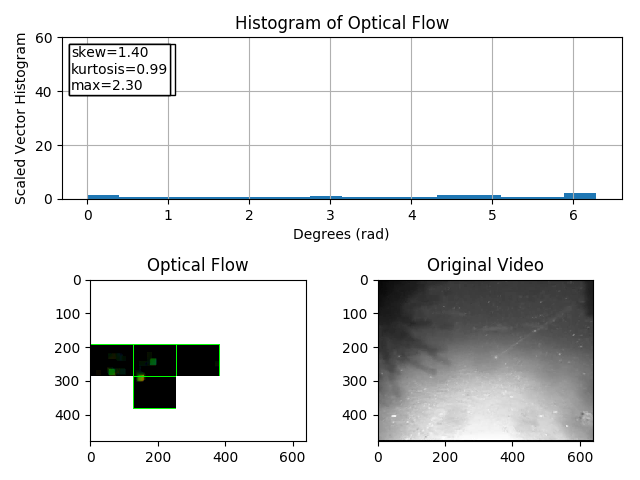 Histogram of Optical Flow
Scaled Vector Histogram
60
40
20
0
skew=1.40
kurtosis=0.99
max=2.30
0 1 2 3 4 5 6
Degrees (rad)
Optical Flow
0
100
200
300
400
0 200 400 600
Original Video
0
100
200
300
400
0 200 400 600